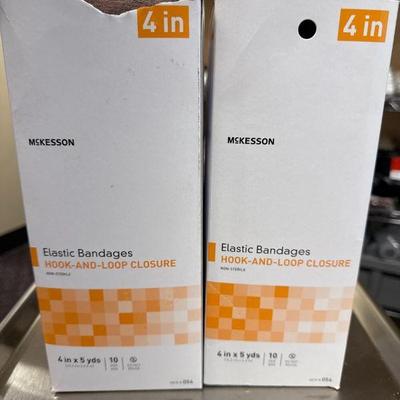 4 in
MCKESSON
Elastic Bandages
HOOK-AND-LOOP CLOSURE
NON-STERILE
4 in x 5 yds
10
4 in
MCKESSON
Elastic Bandages
HOOK-AND-LOOP CLOSURE
NON-STERILE
4 in x 5 yds
10